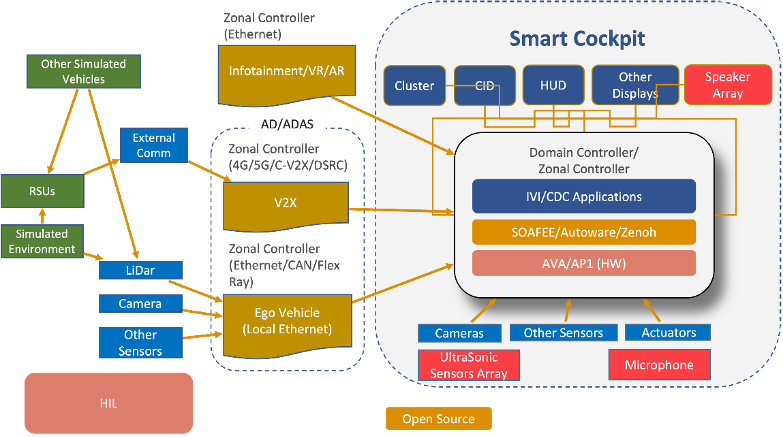 Zonal Controller
(Ethernet)
Infotainment/VR/AR
Smart Cockpit
Cluster
CID
HUD
Other
Displays
Speaker
Array
Other Simulated
Vehicles
External
Comm
AD/ADAS
Zonal Controller
(4G/5G/C-V2X/DSRC)
V2X
RSUs
Simulated
Environment
Zonal Controller
(Ethernet/CAN/Flex
Ray)
LiDar
Camera
Other
Sensors
Ego Vehicle
(Local Ethernet)
Domain Controller/
Zonal Controller
IVI/CDC Applications
SOAFEE/Autoware/Zenoh
AVA/AP1 (HW)
Cameras
Other Sensors
Actuators
UltraSonic
Sensors Array
Microphone
HIL
Open Source